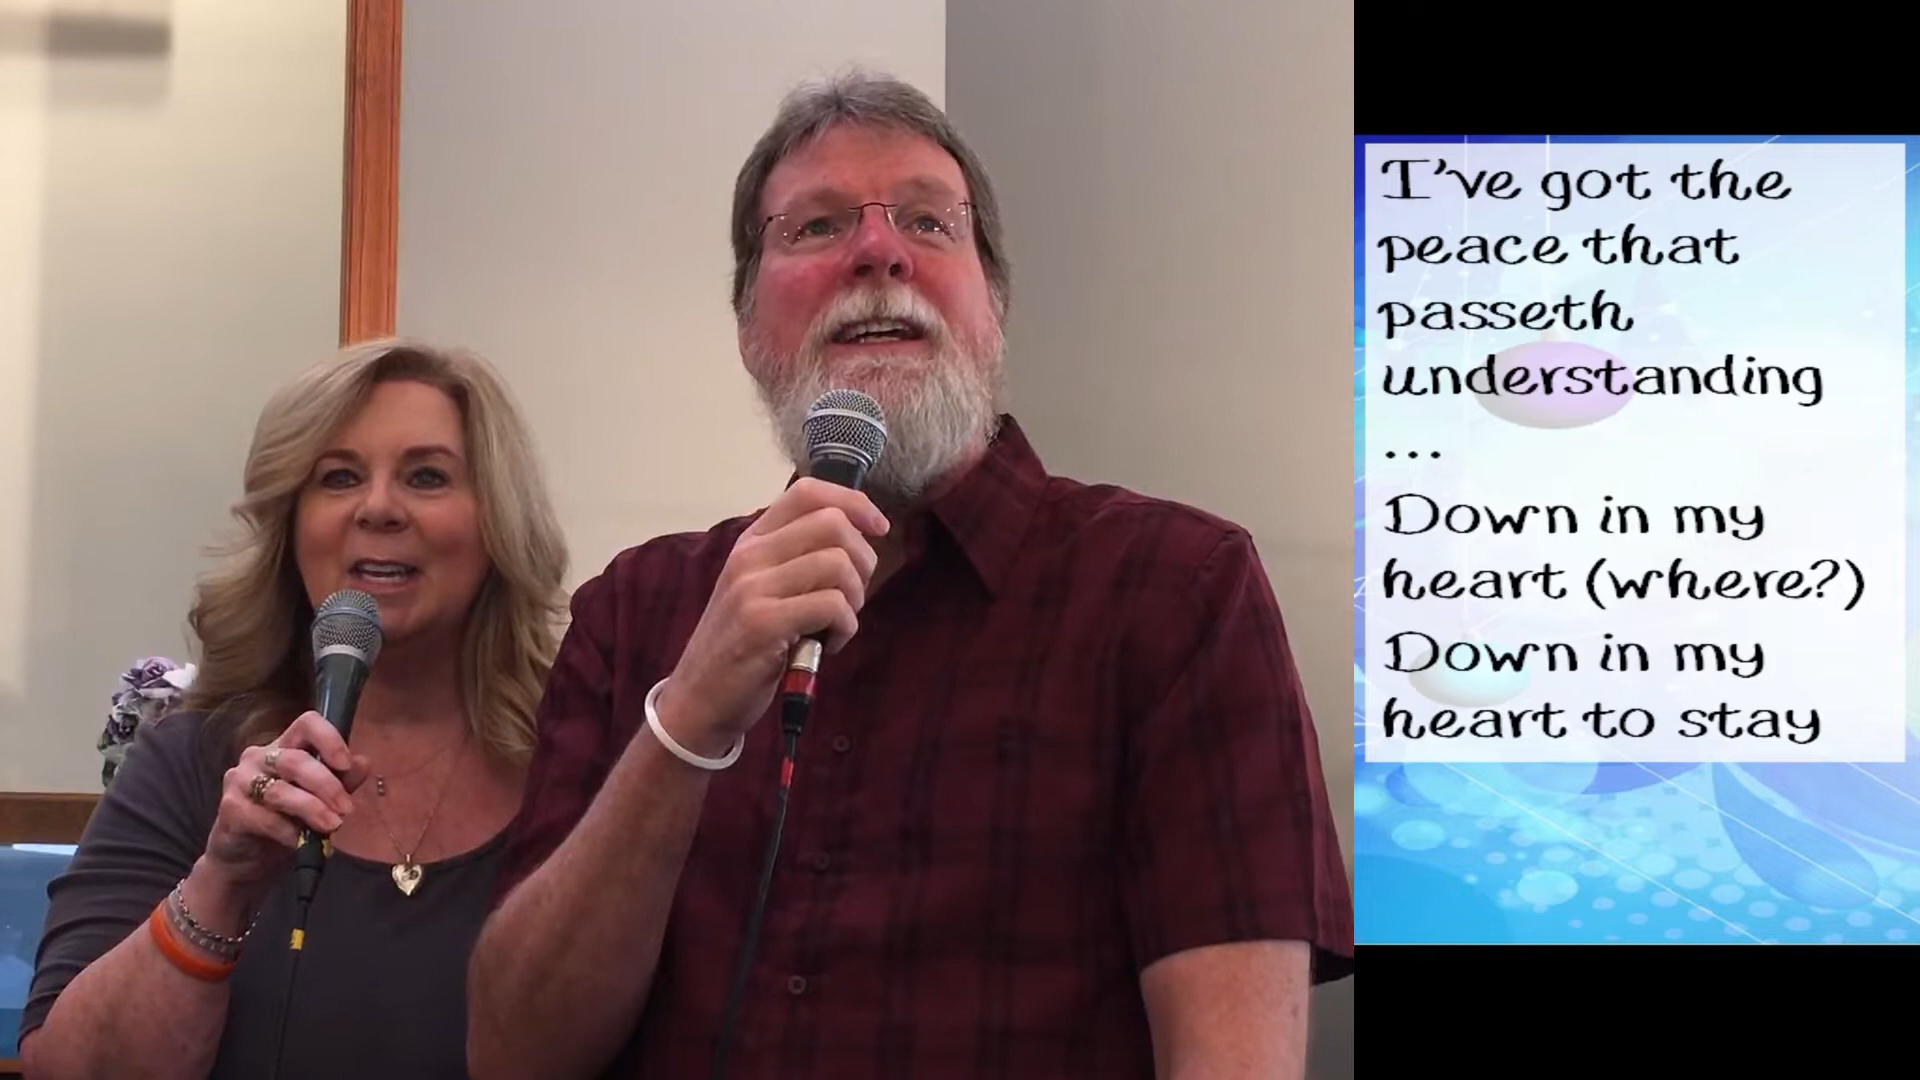 I've got the
peace that
passeth
understanding
...
Down in my
heart (where?)
Down in my
heart to stay